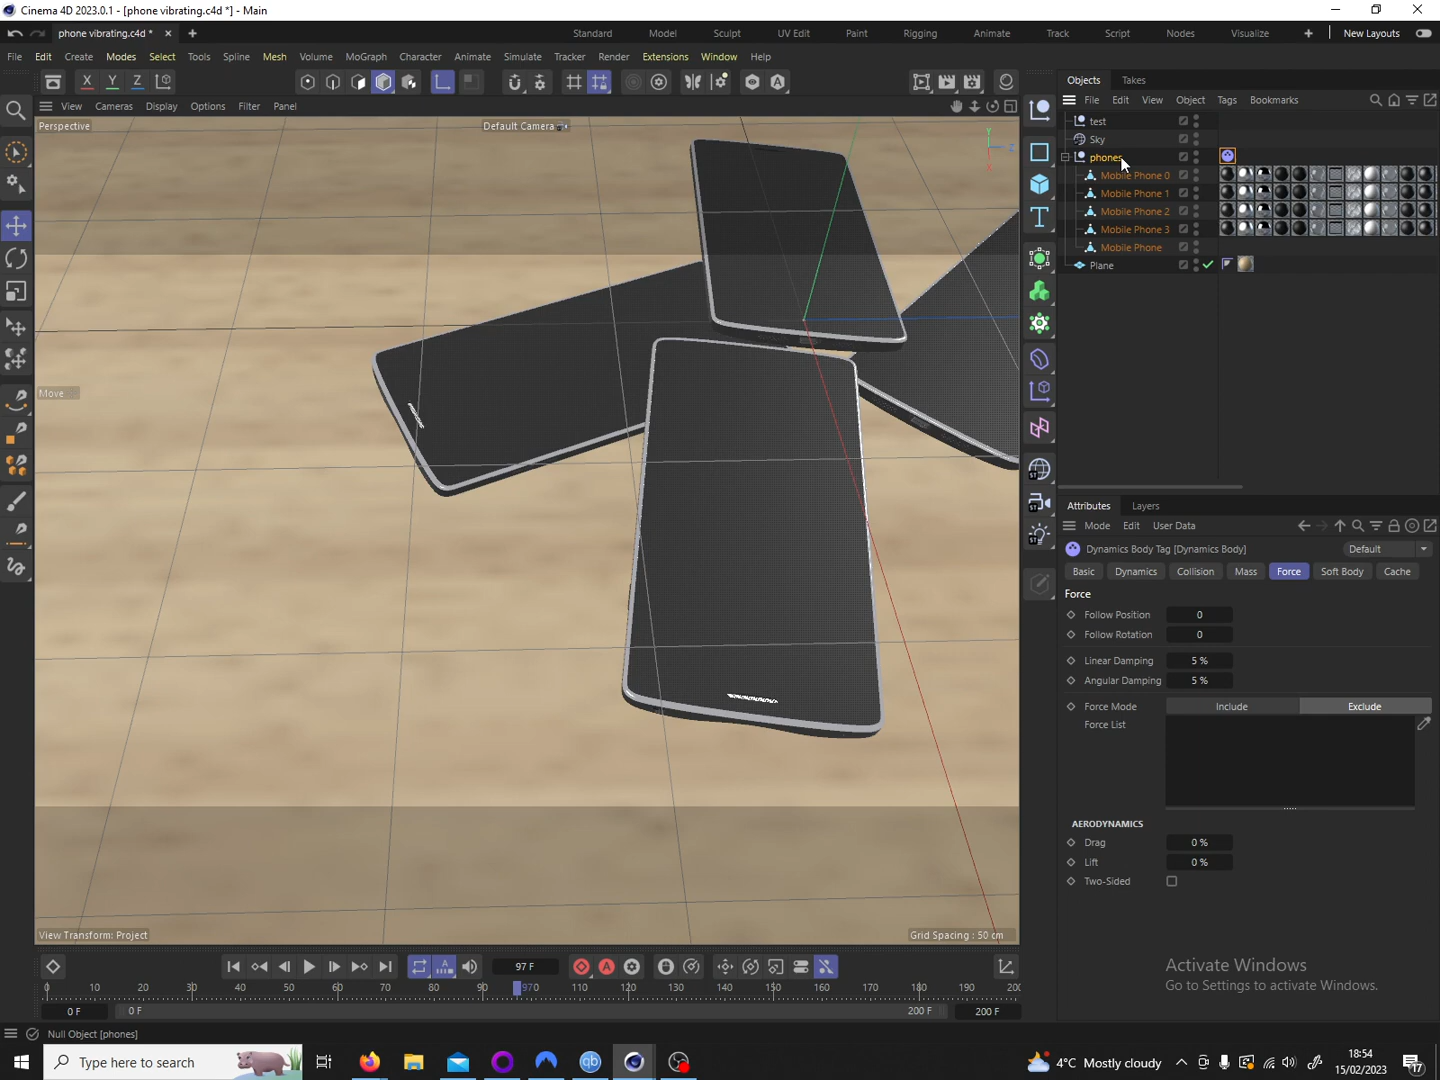 Cinema 4D 2023.0.1 - [phone vibrating.c4d *] - Main
phone vibrating.c4d *
Standard Model Sculpt UV Edit Paint Rigging Animate Track Script Nodes Visualize New Layouts
File Edit Create Modes Select Tools Spline Mesh Volume MoGraph Character Animate Simulate Tracker Render Extensions Window Help
X Y Z
View Cameras Display Options Filter Panel
Perspective
Default Camera
Y
Z
X
Move
View Transform: Project
Grid Spacing : 50 cm
Objects Takes
File Edit View Object Tags Bookmarks
test
Sky
phones
Mobile Phone 0
Mobile Phone 1
Mobile Phone 2
Mobile Phone 3
Mobile Phone
Plane
Attributes Layers
Mode Edit User Data
Dynamics Body Tag [Dynamics Body]
Default
Basic Dynamics Collision Mass Force Soft Body Cache
Force
Follow Position 0
Follow Rotation 0
Linear Damping 5 %
Angular Damping 5 %
Force Mode Include Exclude
Force List
AERODYNAMICS
Drag 0 %
Lift 0 %
Two-Sided
Activate Windows
Go to Settings to activate Windows.
97 F
0 10 20 30 40 50 60 70 80 90 970 110 120 130 140 150 160 170 180 190 200
0 F 0 F 200 F 200 F
Null Object [phones]
Type here to search
4°C Mostly cloudy
18:54
15/02/2023
17